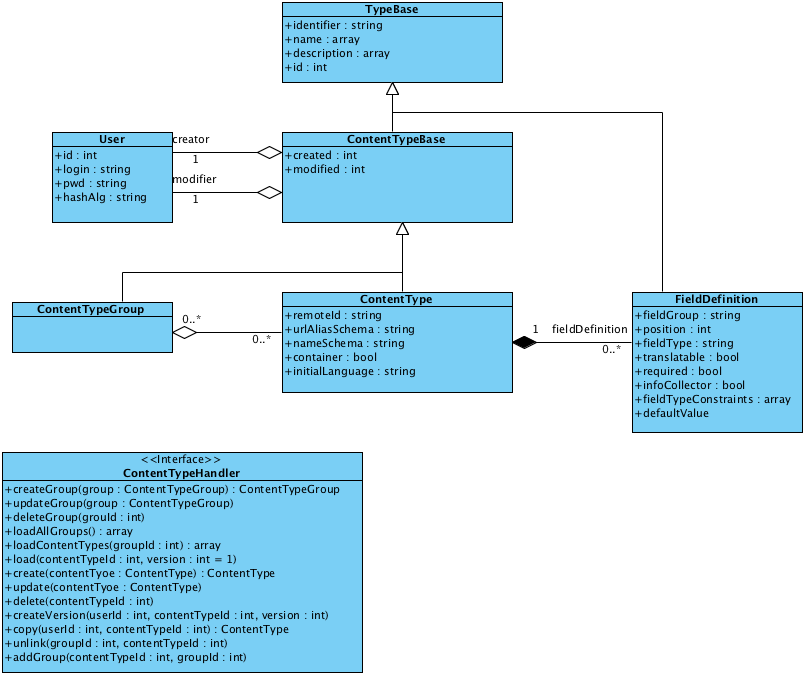 TypeBase
+identifier : string
+name : array
+description : array
+id : int
User
+id : int
+login : string
+pwd : string
+hashAlg : string
creator
1
modifier
1
ContentTypeBase
+created : int
+modified : int
ContentTypeGroup
0..*
0..*
ContentType
+remoteId : string
+urlAliasSchema : string
+nameSchema : string
+container : bool
+initialLanguage : string
1 fieldDefinition
0..*
FieldDefinition
+fieldGroup : string
+position : int
+fieldType : string
+translatable : bool
+required : bool
+infoCollector : bool
+fieldTypeConstraints : array
+defaultValue
<<Interface>>
ContentTypeHandler
+createGroup(group : ContentTypeGroup) : ContentTypeGroup
+updateGroup(group : ContentTypeGroup)
+deleteGroup(grouId : int)
+loadAllGroups() : array
+loadContentTypes(groupId : int) : array
+load(contentTypeId : int, version : int = 1)
+create(contentTyoe : ContentType) : ContentType
+update(contentTyoe : ContentType)
+delete(contentTypeId : int)
+createVersion(userId : int, contentTypeId : int, version : int)
+copy(userId : int, contentTypeId : int) : ContentType
+unlink(groupId : int, contentTypeId : int)
+addGroup(contentTypeId : int, groupId : int)